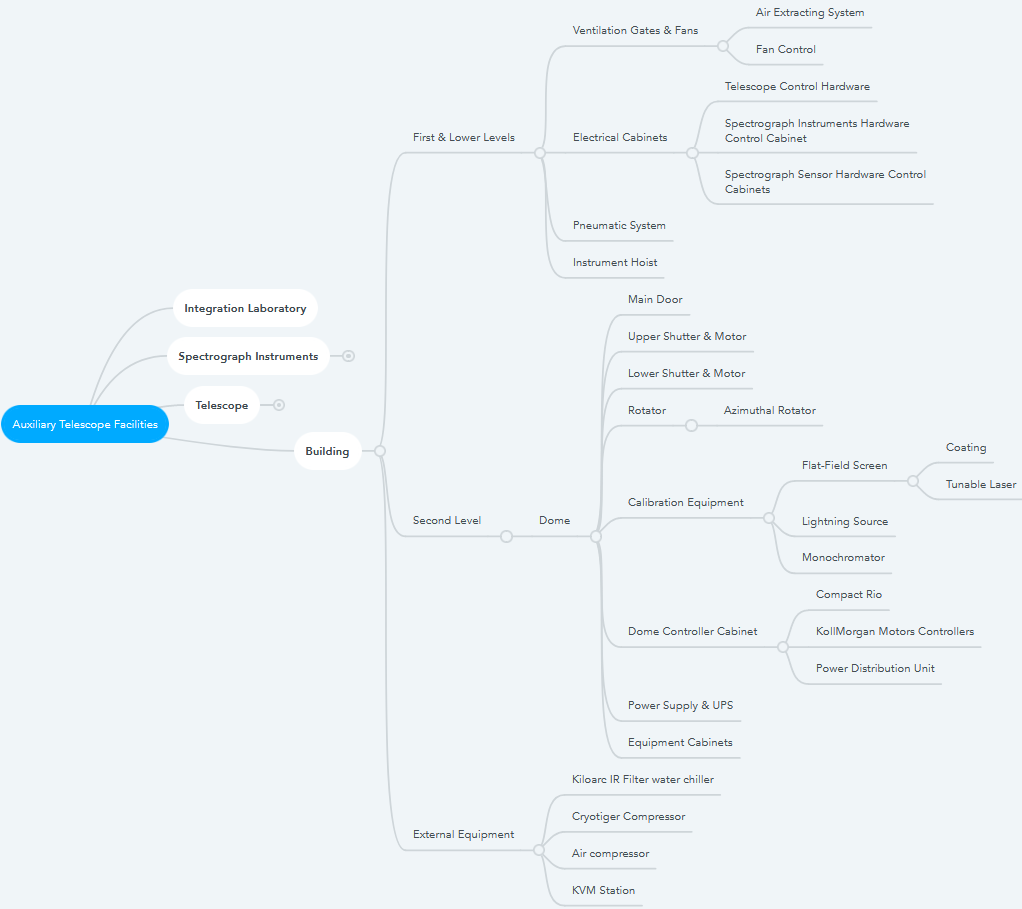 Auxiliary Telescope Facilities
Integration Laboratory
Spectrograph Instruments
Telescope
Building
First & Lower Levels
Ventilation Gates & Fans
Air Extracting System
Fan Control
Electrical Cabinets
Telescope Control Hardware
Spectrograph Instruments Hardware
Control Cabinet
Spectrograph Sensor Hardware Control
Cabinets
Pneumatic System
Instrument Hoist
Second Level
Dome
Main Door
Upper Shutter & Motor
Lower Shutter & Motor
Rotator
Azimuthal Rotator
Calibration Equipment
Flat-Field Screen
Coating
Tunable Laser
Lightning Source
Monochromator
Dome Controller Cabinet
Compact Rio
KollMorgan Motors Controllers
Power Distribution Unit
Power Supply & UPS
Equipment Cabinets
External Equipment
Kiloarc IR Filter water chiller
Cryotiger Compressor
Air compressor
KVM Station